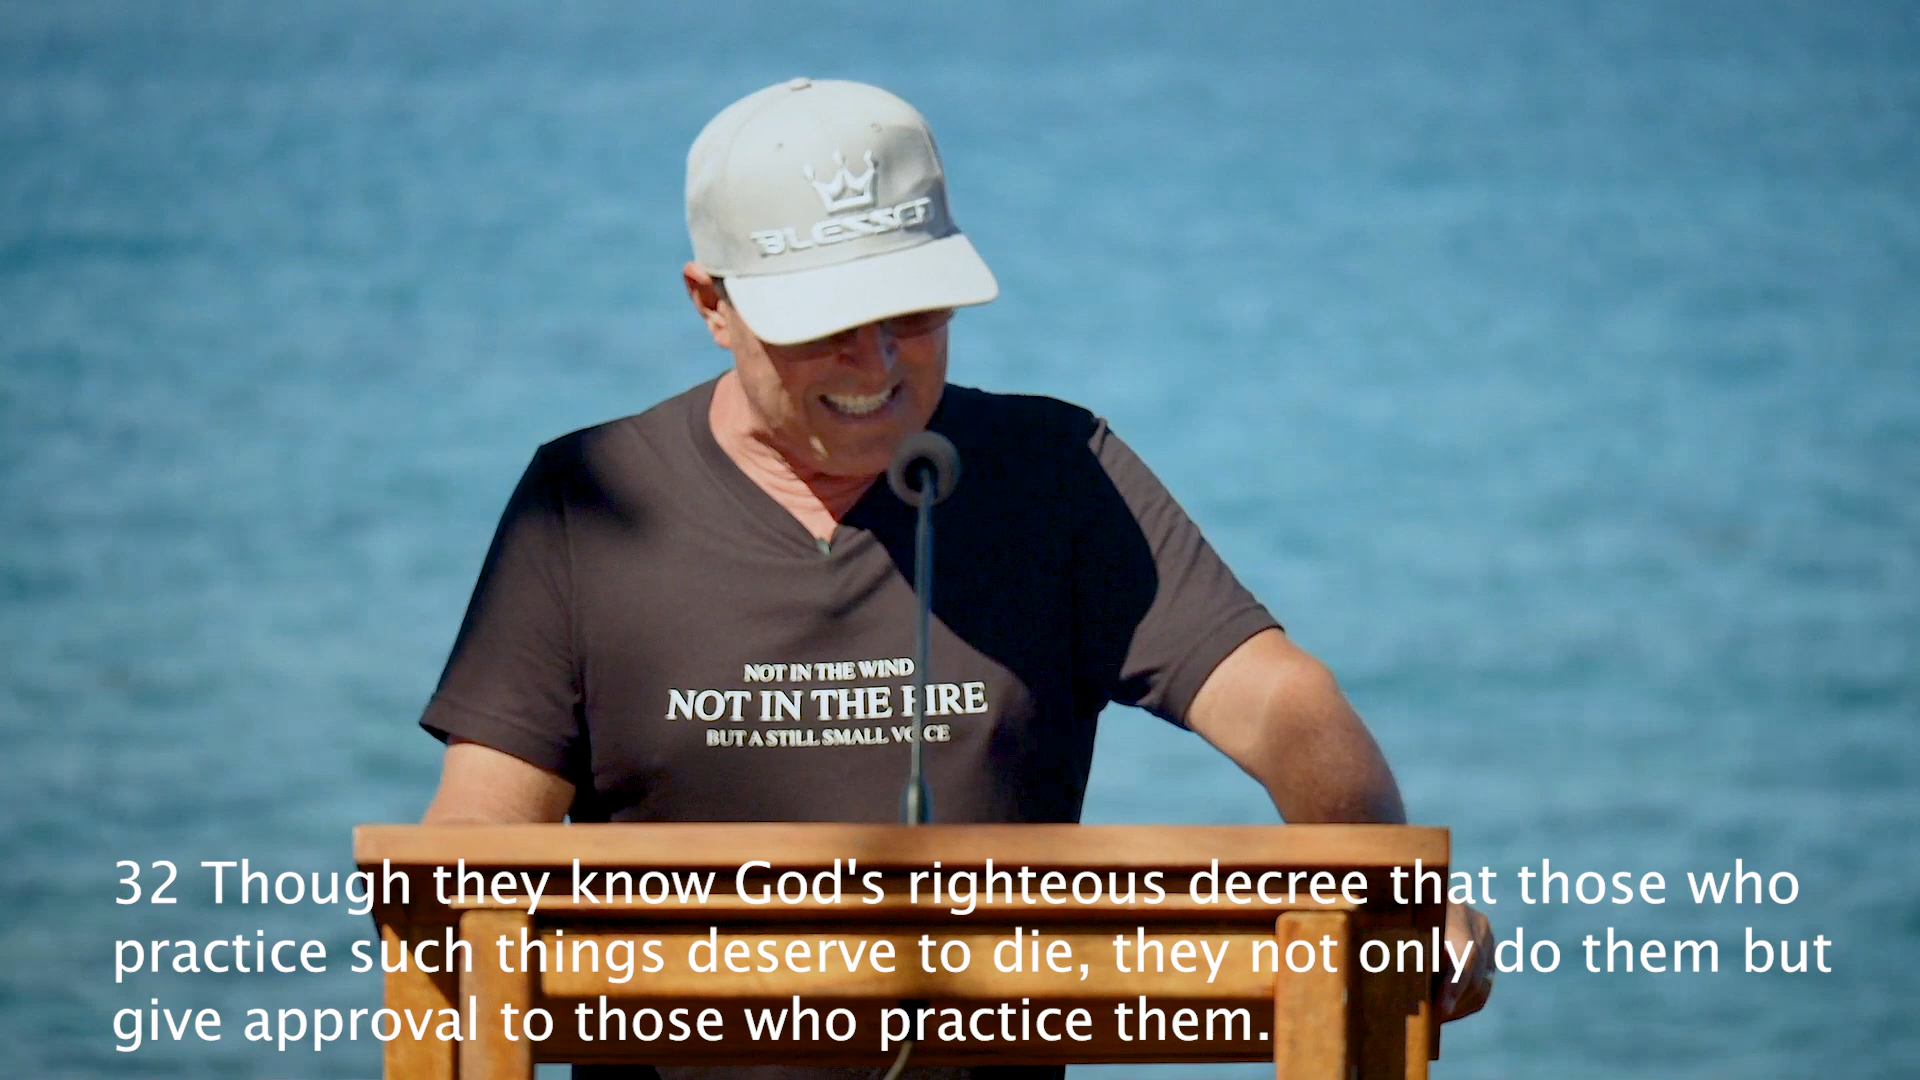 BLESSED
NOT IN THE WIND
NOT IN THE FIRE
BUT A STILL SMALL VOICE
32 Though they know God's righteous decree that those who
practice such things deserve to die, they not only do them but
give approval to those who practice them.